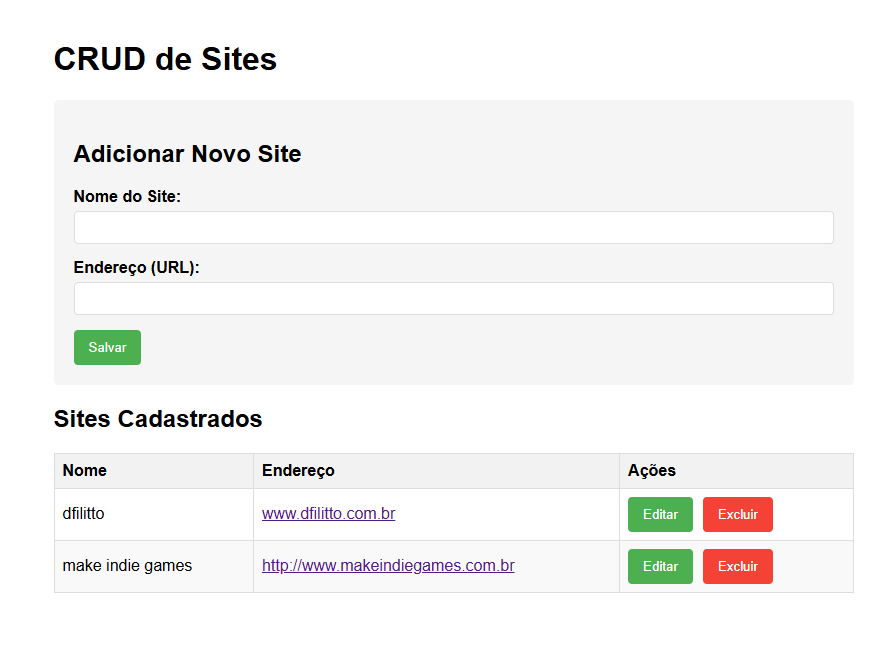 CRUD de Sites
Adicionar Novo Site
Nome do Site:
Endereço (URL):
Salvar
Sites Cadastrados
Nome Endereço Ações
dfilitto www.dfilitto.com.br Editar Excluir
make indie games http://www.makeindiegames.com.br Editar Excluir